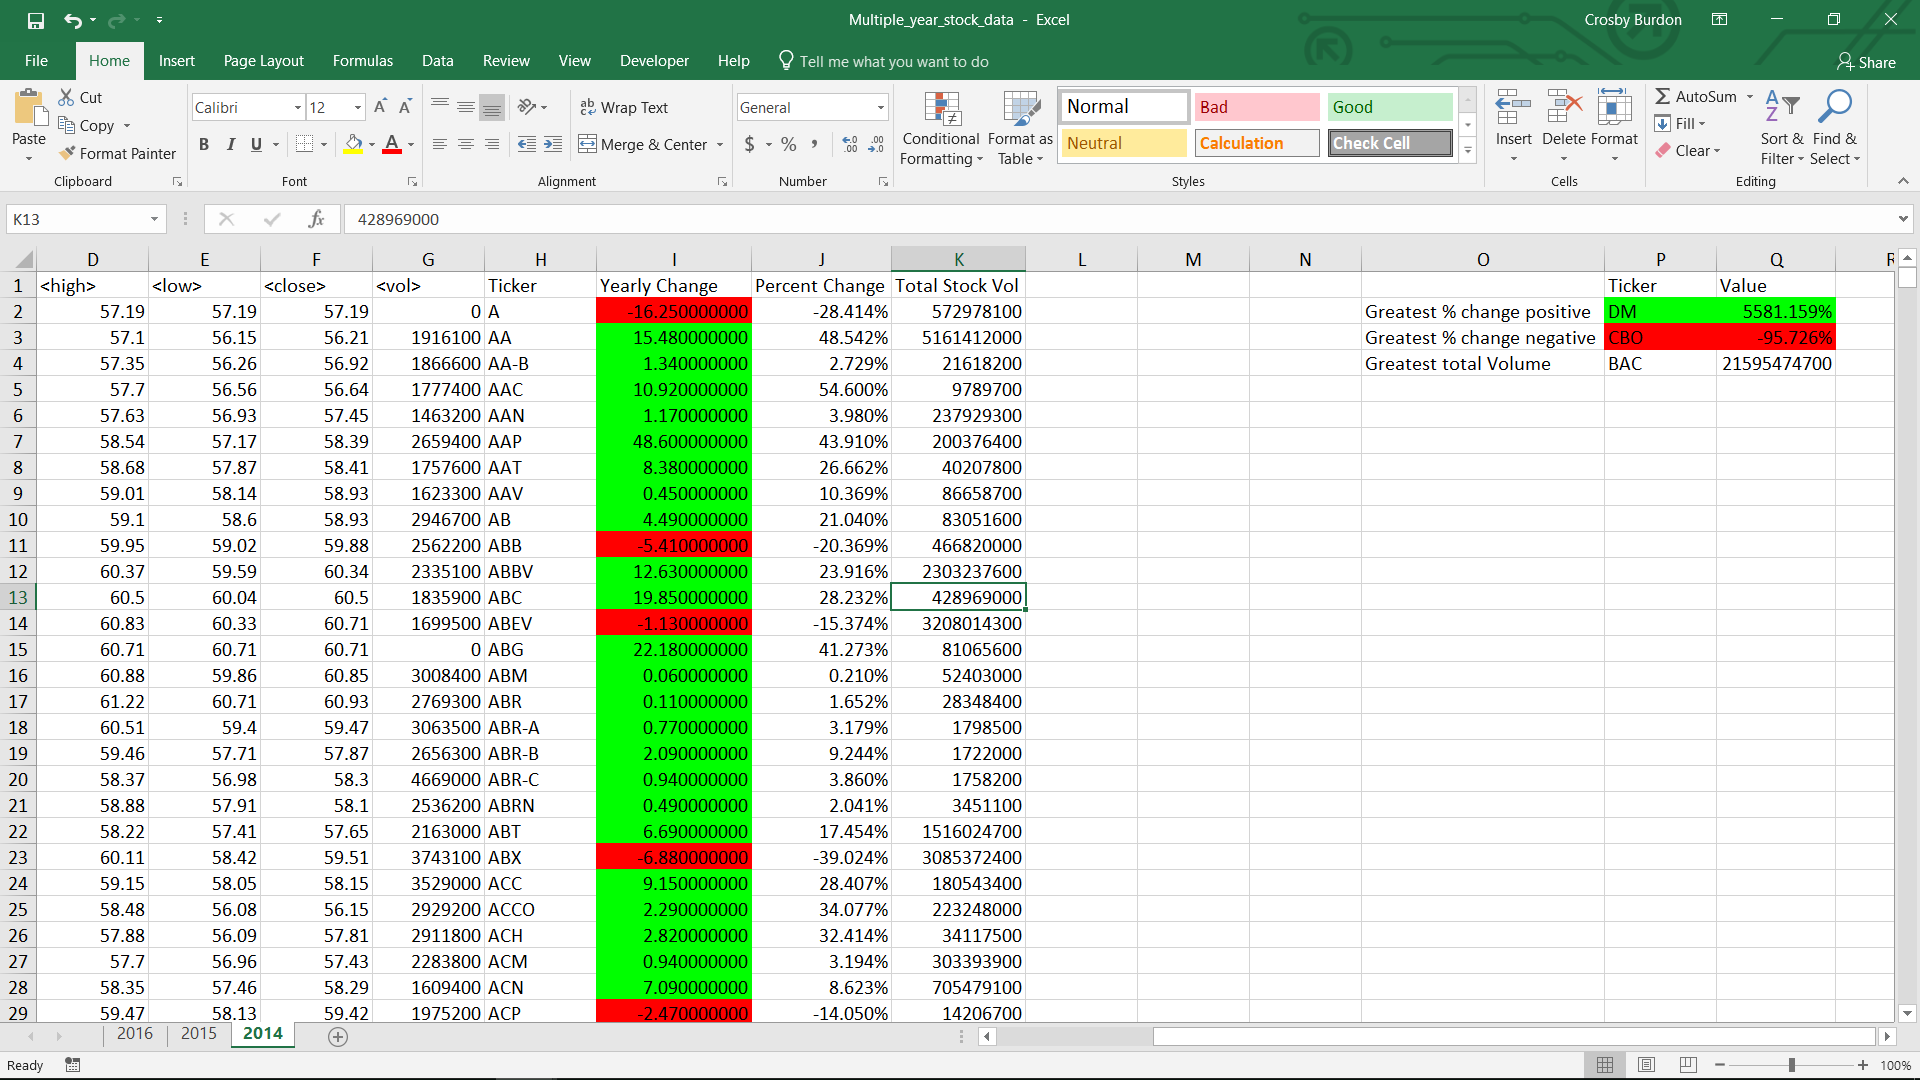 Multiple_year_stock_data - Excel
Crosby Burdon
File Home Insert Page Layout Formulas Data Review View Developer Help Tell me what you want to do Share
Paste Cut Copy Format Painter Clipboard
Calibri 12 B I U A A A Font
Wrap Text Merge & Center Alignment
General $ % , .00 .0 Number
Conditional Formatting Format as Table Normal Bad Good Neutral Calculation Check Cell Styles
Insert Delete Format Cells
AutoSum Fill Clear Sort & Filter Find & Select Editing
K13 fx 428969000
D E F G H I J K L M N O P Q R
1 <high> <low> <close> <vol> Ticker Yearly Change Percent Change Total Stock Vol Ticker Value
2 57.19 57.19 57.19 0 A -16.250000000 -28.414% 572978100 Greatest % change positive DM 5581.159%
3 57.1 56.15 56.21 1916100 AA 15.480000000 48.542% 5161412000 Greatest % change negative CBO -95.726%
4 57.35 56.26 56.92 1866600 AA-B 1.340000000 2.729% 21618200 Greatest total Volume BAC 21595474700
5 57.7 56.56 56.64 1777400 AAC 10.920000000 54.600% 9789700
6 57.63 56.93 57.45 1463200 AAN 1.170000000 3.980% 237929300
7 58.54 57.17 58.39 2659400 AAP 48.600000000 43.910% 200376400
8 58.68 57.87 58.41 1757600 AAT 8.380000000 26.662% 40207800
9 59.01 58.14 58.93 1623300 AAV 0.450000000 10.369% 86658700
10 59.1 58.6 58.93 2946700 AB 4.490000000 21.040% 83051600
11 59.95 59.02 59.88 2562200 ABB -5.410000000 -20.369% 466820000
12 60.37 59.59 60.34 2335100 ABBV 12.630000000 23.916% 2303237600
13 60.5 60.04 60.5 1835900 ABC 19.850000000 28.232% 428969000
14 60.83 60.33 60.71 1699500 ABEV -1.130000000 -15.374% 3208014300
15 60.71 60.71 60.71 0 ABG 22.180000000 41.273% 81065600
16 60.88 59.86 60.85 3008400 ABM 0.060000000 0.210% 52403000
17 61.22 60.71 60.93 2769300 ABR 0.110000000 1.652% 28348400
18 60.51 59.4 59.47 3063500 ABR-A 0.770000000 3.179% 1798500
19 59.46 57.71 57.87 2656300 ABR-B 2.090000000 9.244% 1722000
20 58.37 56.98 58.3 4669000 ABR-C 0.940000000 3.860% 1758200
21 58.88 57.91 58.1 2536200 ABRN 0.490000000 2.041% 3451100
22 58.22 57.41 57.65 2163000 ABT 6.690000000 17.454% 1516024700
23 60.11 58.42 59.51 3743100 ABX -6.880000000 -39.024% 3085372400
24 59.15 58.05 58.15 3529000 ACC 9.150000000 28.407% 180543400
25 58.48 56.08 56.15 2929200 ACCO 2.290000000 34.077% 223248000
26 57.88 56.09 57.81 2911800 ACH 2.820000000 32.414% 34117500
27 57.7 56.96 57.43 2283800 ACM 0.940000000 3.194% 303393900
28 58.35 57.46 58.29 1609400 ACN 7.090000000 8.623% 705479100
29 59.47 58.13 59.42 1975200 ACP -2.470000000 -14.050% 14206700
2016 2015 2014
Ready 100%